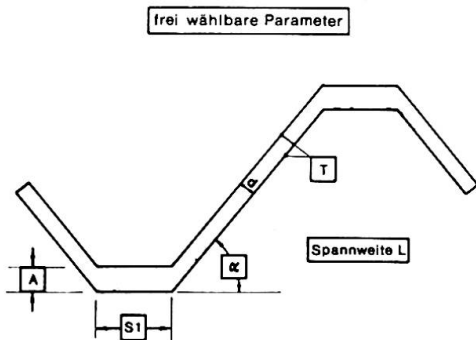 frei wählbare Parameter
T
d
Spannweite L
α
A
S1